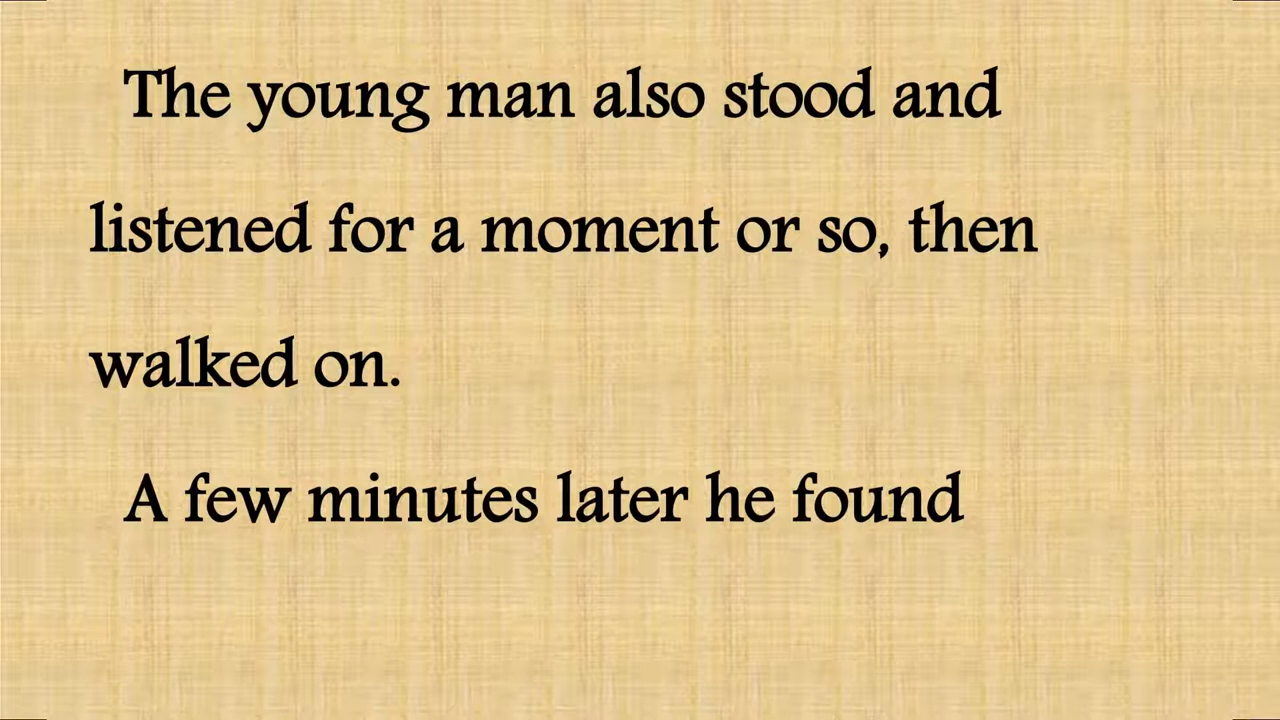 The young man also stood and
listened for a moment or so, then
walked on.
A few minutes later he found